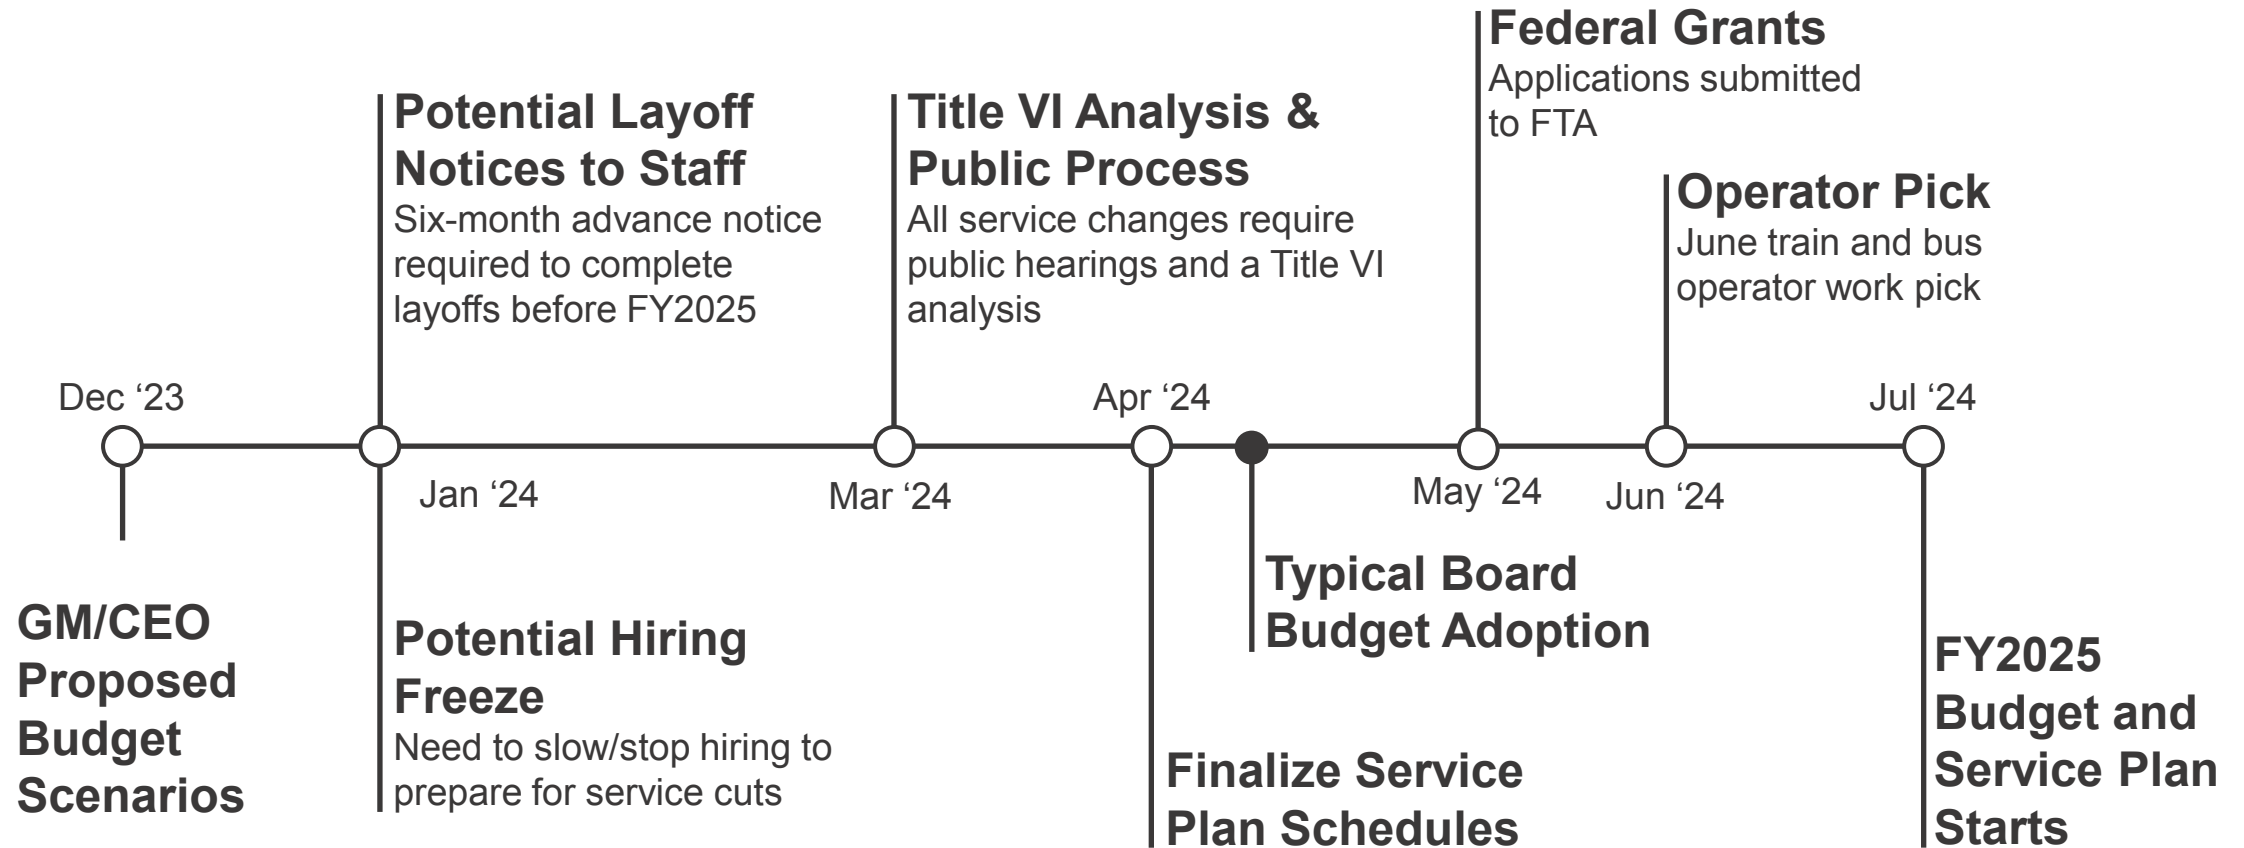 Federal Grants
Applications submitted
to FTA
Potential Layoff
Notices to Staff
Six-month advance notice
required to complete
layoffs before FY2025
Title VI Analysis &
Public Process
All service changes require
public hearings and a Title VI
analysis
Operator Pick
June train and bus
operator work pick
Dec ‘23
Apr ‘24
Jul ‘24
Jan ‘24
Mar ‘24
May ‘24
Jun ‘24
GM/CEO
Proposed
Budget
Scenarios
Potential Hiring
Freeze
Need to slow/stop hiring to
prepare for service cuts
Typical Board
Budget Adoption
Finalize Service
Plan Schedules
FY2025
Budget and
Service Plan
Starts